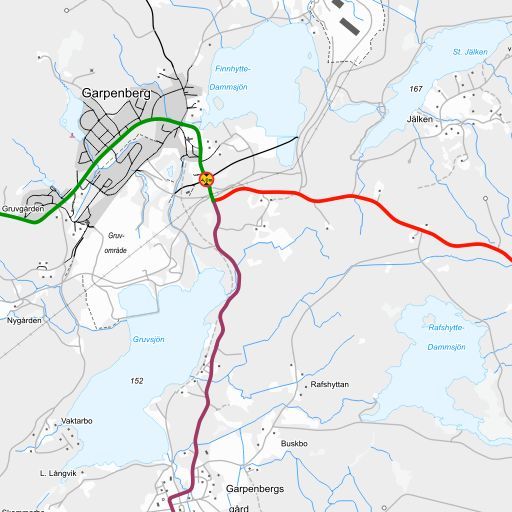 St. Jälken
Finnhytte-
Dammsjön
167
Garpenberg
Jälken
Gruvgården
Gruv-
område
Nygården
Gruvsjön
Rafshytte-
Dammsjön
152
Rafshyttan
Vaktarbo
Buskbo
L. Långvik
Garpenbergs
gård